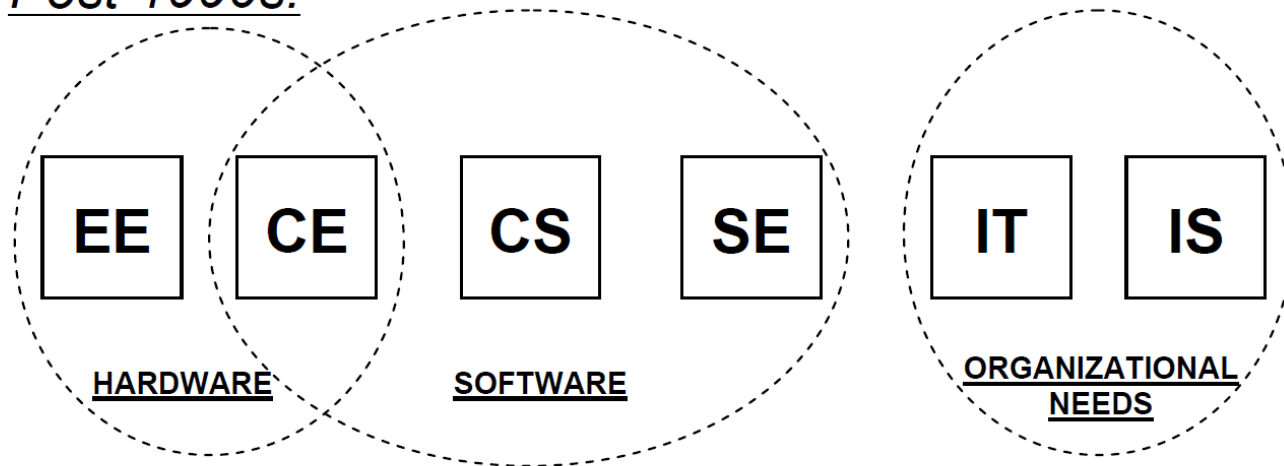 EE CE CS SE IT IS
HARDWARE SOFTWARE ORGANIZATIONAL
NEEDS